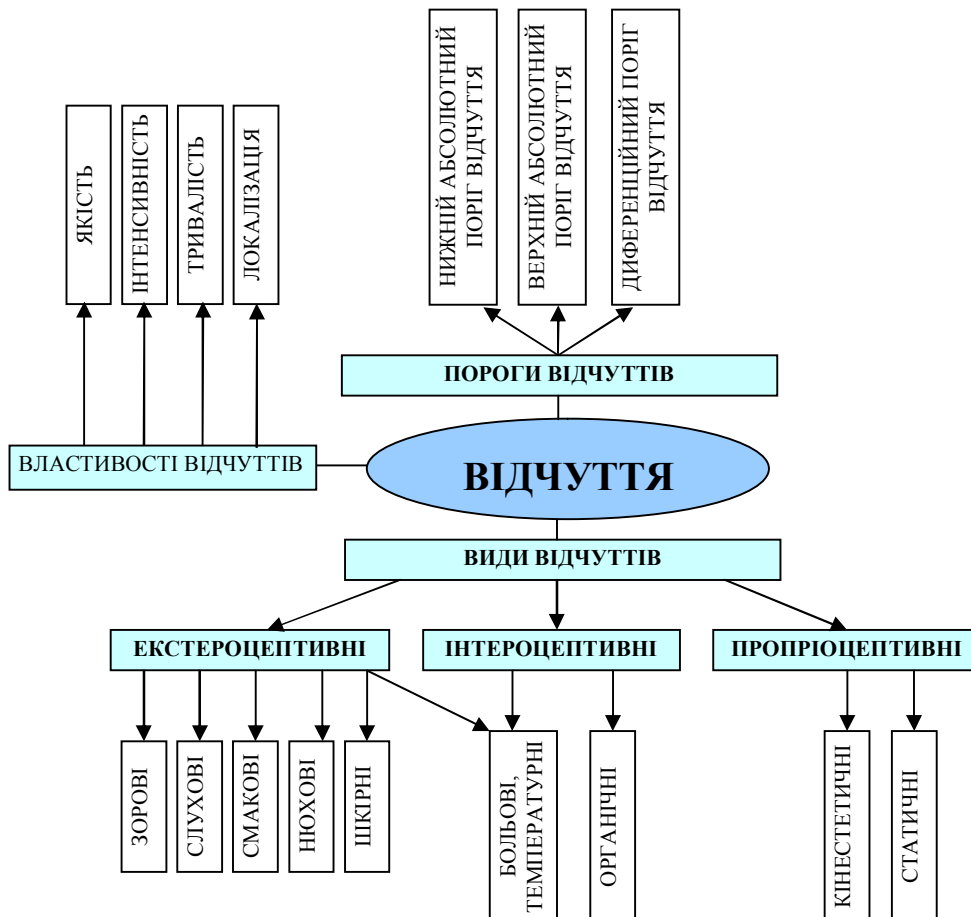 ЯКІСТЬ
ІНТЕНСИВНІСТЬ
ТРИВАЛІСТЬ
ЛОКАЛІЗАЦІЯ
НИЖНІЙ АБСОЛЮТНИЙ
ПОРІГ ВІДЧУТТЯ
ВЕРХНІЙ АБСОЛЮТНИЙ
ПОРІГ ВІДЧУТТЯ
ДИФЕРЕНЦІЙНИЙ ПОРІГ
ВІДЧУТТЯ
ПОРОГИ ВІДЧУТТІВ
ВЛАСТИВОСТІ ВІДЧУТТІВ
ВІДЧУТТЯ
ВИДИ ВІДЧУТТІВ
ЕКСТЕРОЦЕПТИВНІ
ІНТЕРОЦЕПТИВНІ
ПРОПРІОЦЕПТИВНІ
ЗОРОВІ
СЛУХОВІ
СМАКОВІ
НЮХОВІ
ШКІРНІ
БОЛЬОВІ,
ТЕМПЕРАТУРНІ
ОРГАНІЧНІ
КІНЕСТЕТИЧНІ
СТАТИЧНІ